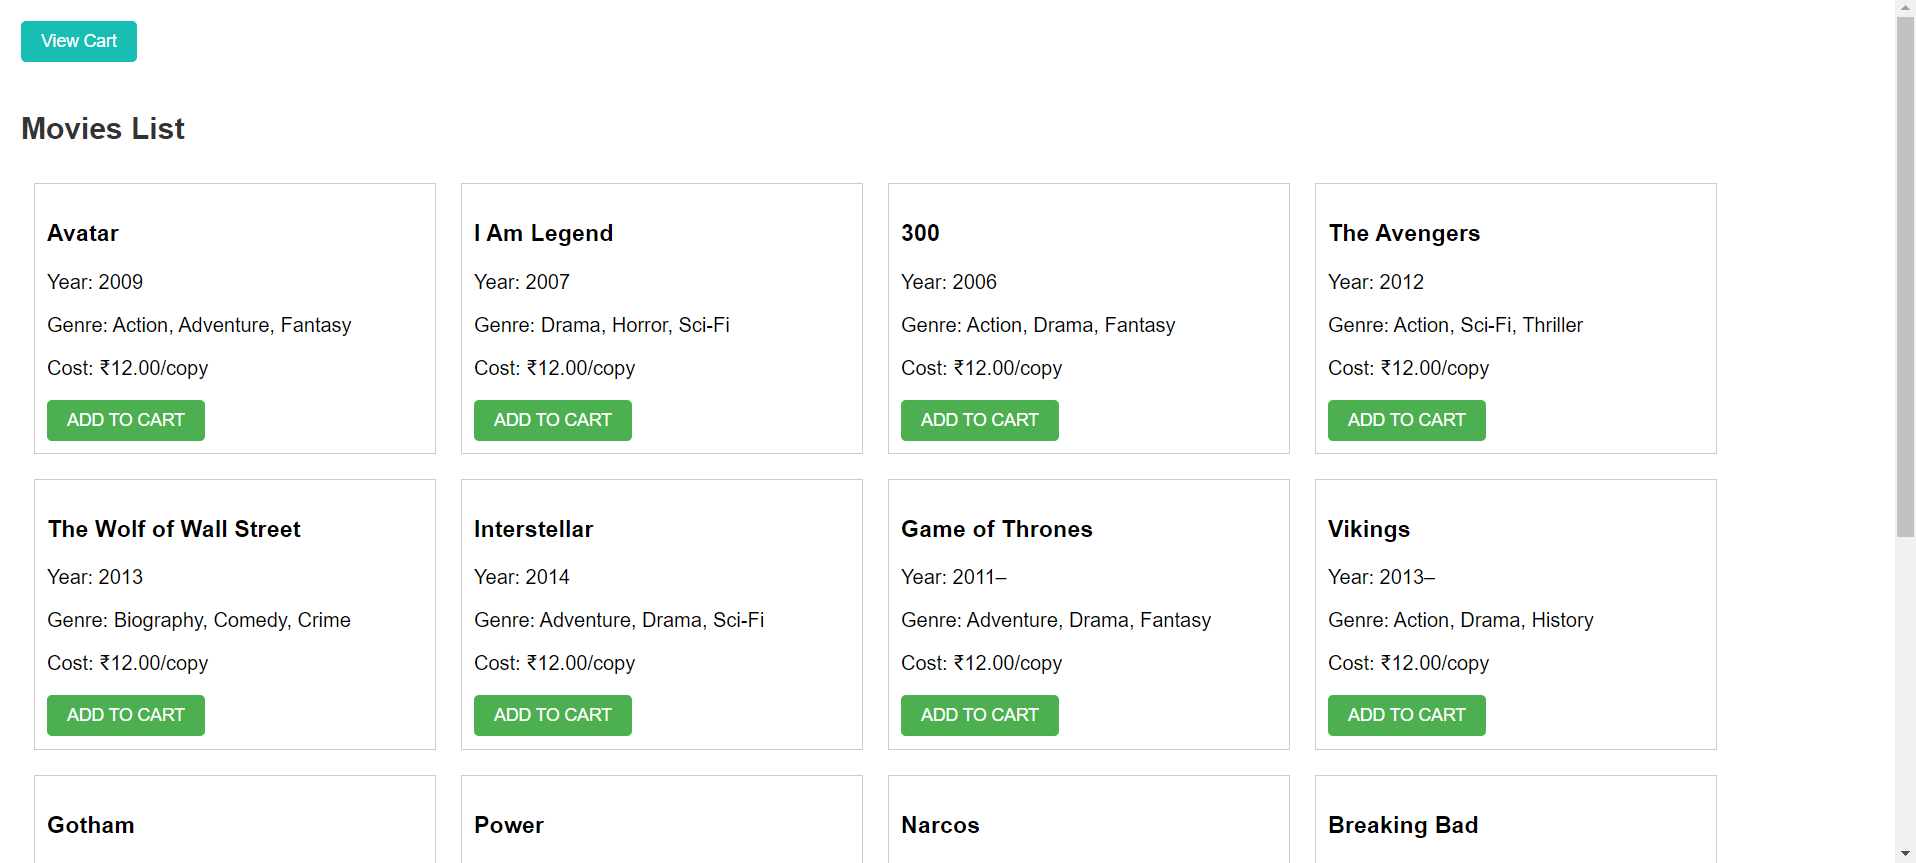 View Cart
Movies List
Avatar
Year: 2009
Genre: Action, Adventure, Fantasy
Cost: ₹12.00/copy
ADD TO CART
I Am Legend
Year: 2007
Genre: Drama, Horror, Sci-Fi
Cost: ₹12.00/copy
ADD TO CART
300
Year: 2006
Genre: Action, Drama, Fantasy
Cost: ₹12.00/copy
ADD TO CART
The Avengers
Year: 2012
Genre: Action, Sci-Fi, Thriller
Cost: ₹12.00/copy
ADD TO CART
The Wolf of Wall Street
Year: 2013
Genre: Biography, Comedy, Crime
Cost: ₹12.00/copy
ADD TO CART
Interstellar
Year: 2014
Genre: Adventure, Drama, Sci-Fi
Cost: ₹12.00/copy
ADD TO CART
Game of Thrones
Year: 2011–
Genre: Adventure, Drama, Fantasy
Cost: ₹12.00/copy
ADD TO CART
Vikings
Year: 2013–
Genre: Action, Drama, History
Cost: ₹12.00/copy
ADD TO CART
Gotham
Power
Narcos
Breaking Bad